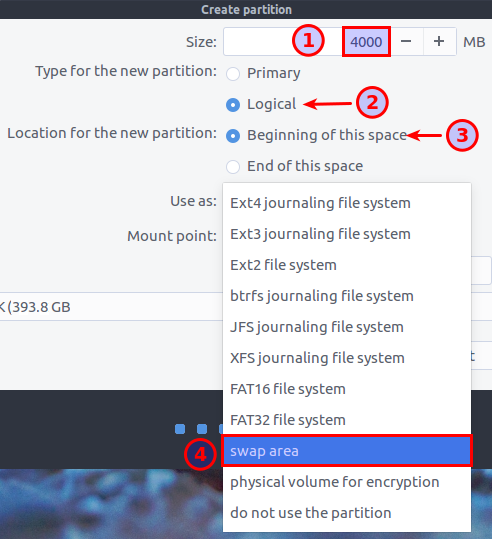 Create partition
Size: 1 4000 − + MB
Type for the new partition: Primary
Logical 2
Location for the new partition: Beginning of this space 3
End of this space
Use as:
Ext4 journaling file system
Ext3 journaling file system
Mount point:
Ext2 file system
btrfs journaling file system
K (393.8 GB
JFS journaling file system
XFS journaling file system
t
FAT16 file system
FAT32 file system
4 swap area
physical volume for encryption
do not use the partition